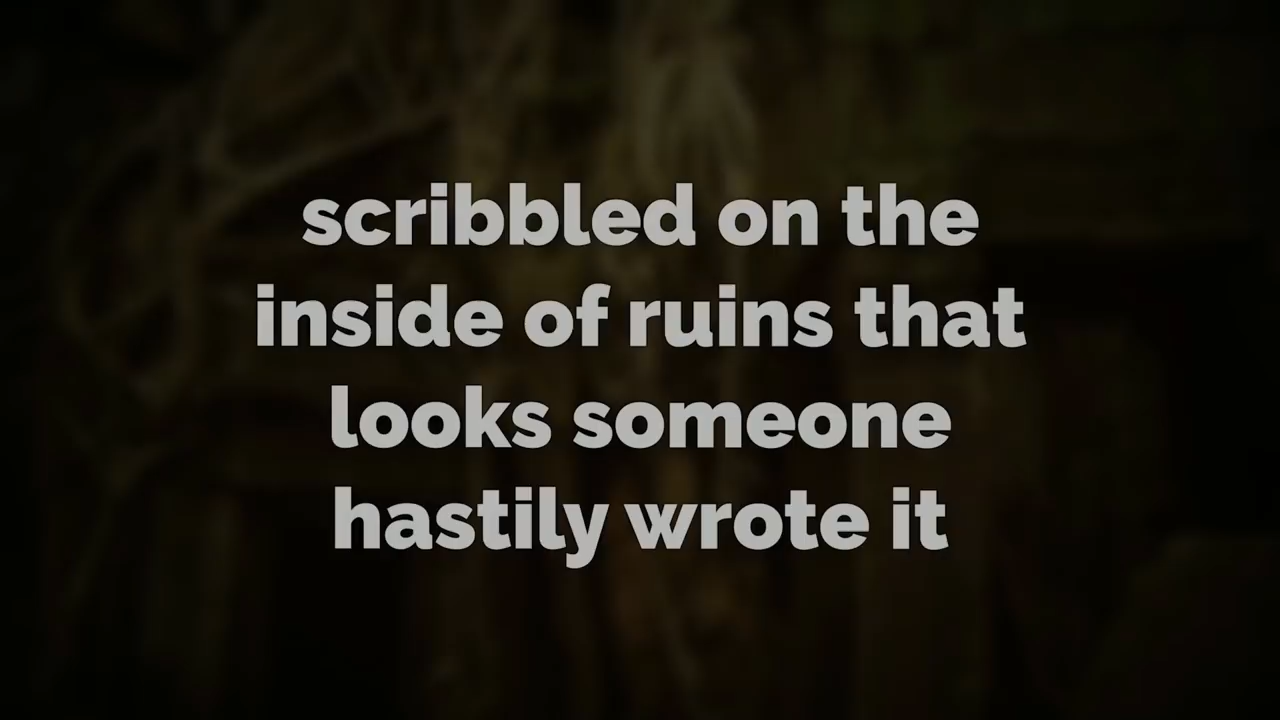 scribbled on the
inside of ruins that
looks someone
hastily wrote it